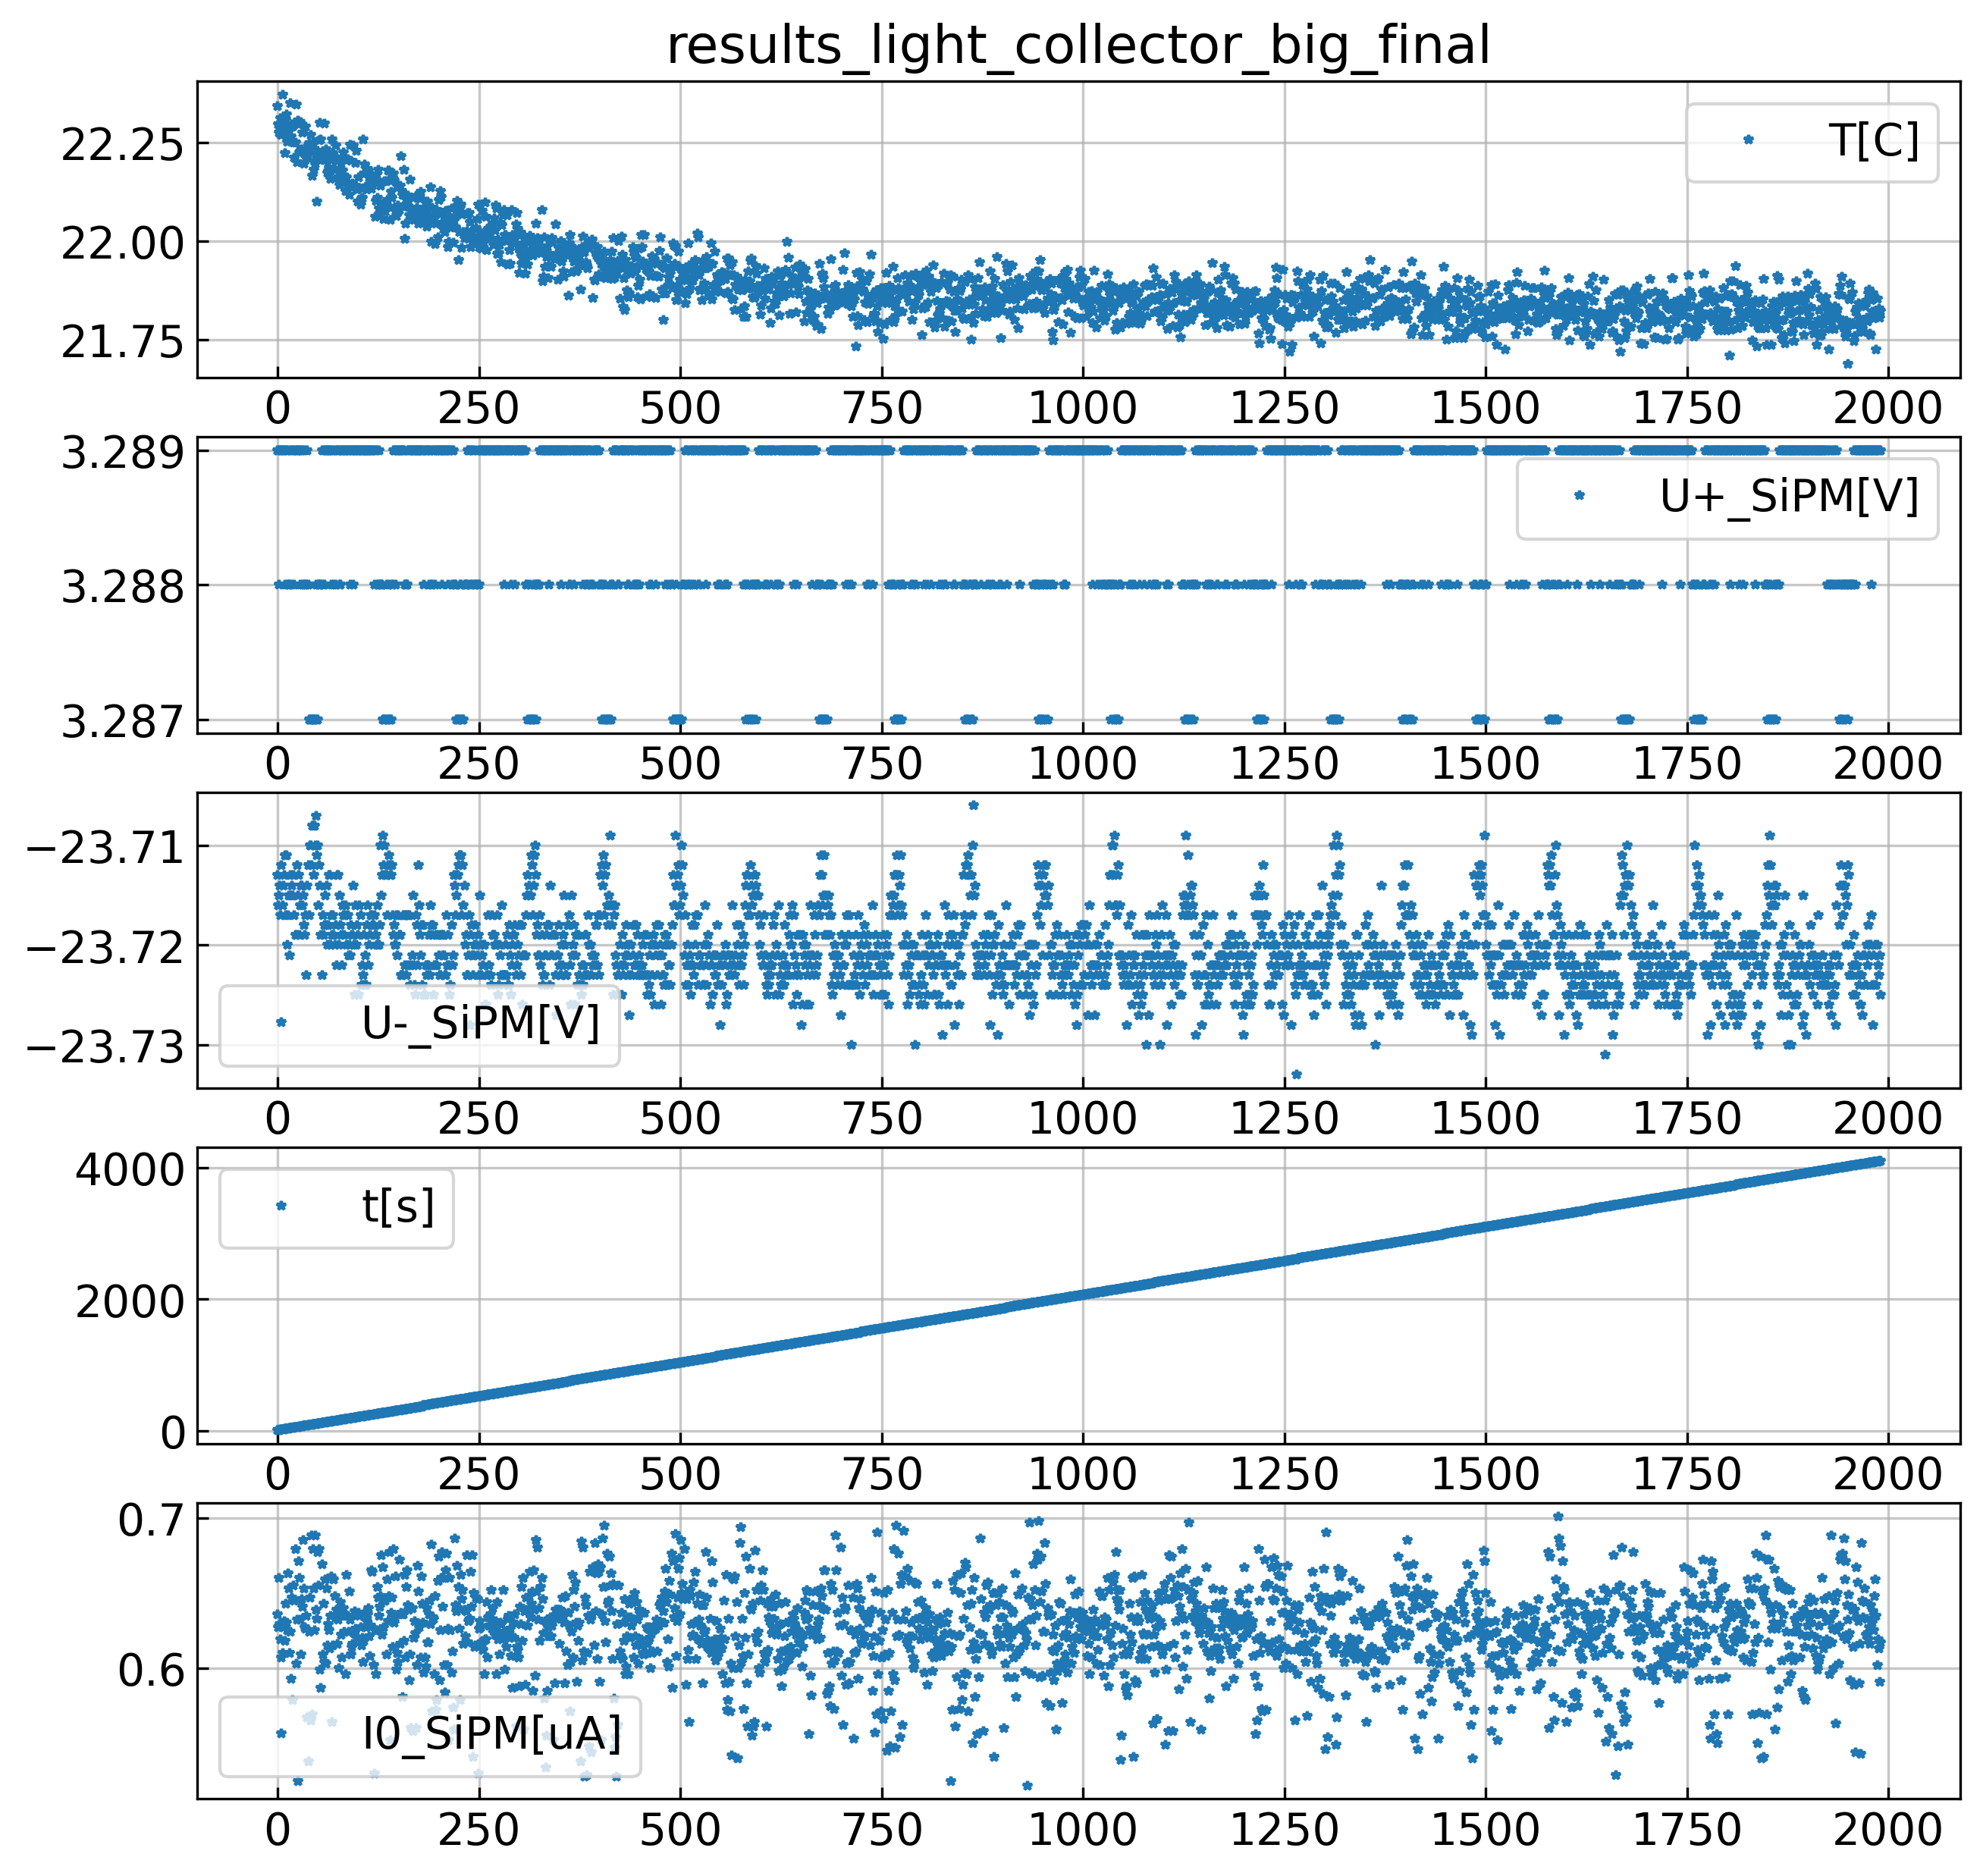 results_light_collector_big_final
22.25
22.00
21.75
T[C]
0 250 500 750 1000 1250 1500 1750 2000
3.289
3.288
3.287
U+_SiPM[V]
0 250 500 750 1000 1250 1500 1750 2000
−23.71
−23.72
−23.73
U-_SiPM[V]
0 250 500 750 1000 1250 1500 1750 2000
4000
2000
0
t[s]
0 250 500 750 1000 1250 1500 1750 2000
0.7
0.6
I0_SiPM[uA]
0 250 500 750 1000 1250 1500 1750 2000